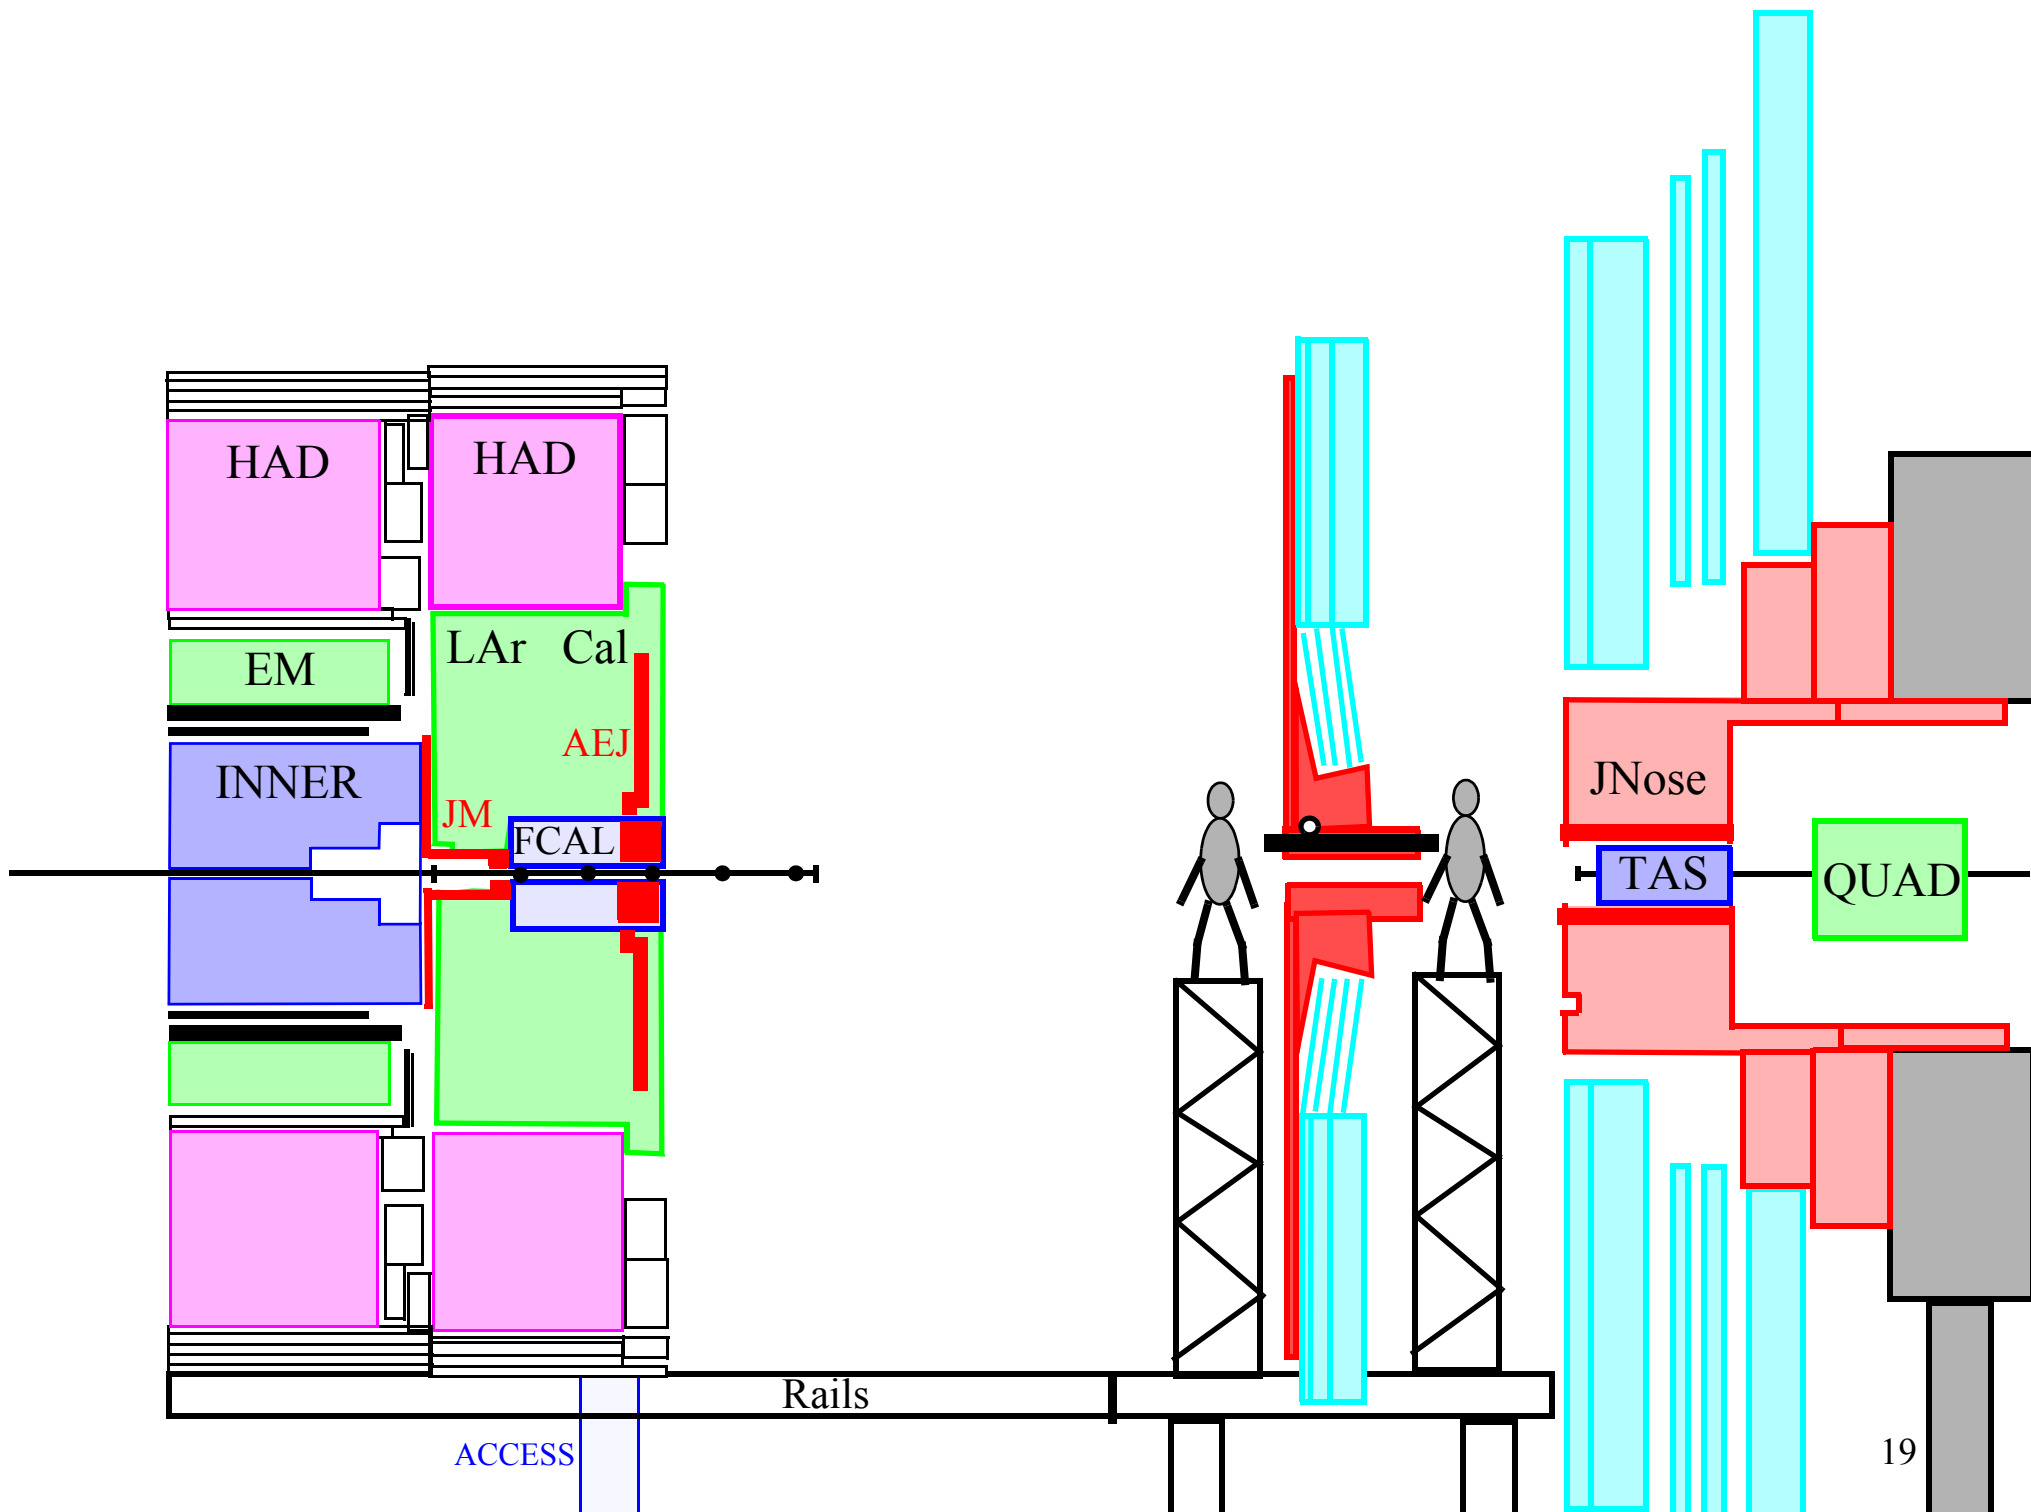 HAD
HAD
LAr Cal
EM
AEJ
INNER
JM
JNose
FCAL
TAS
QUAD
Rails
ACCESS
19